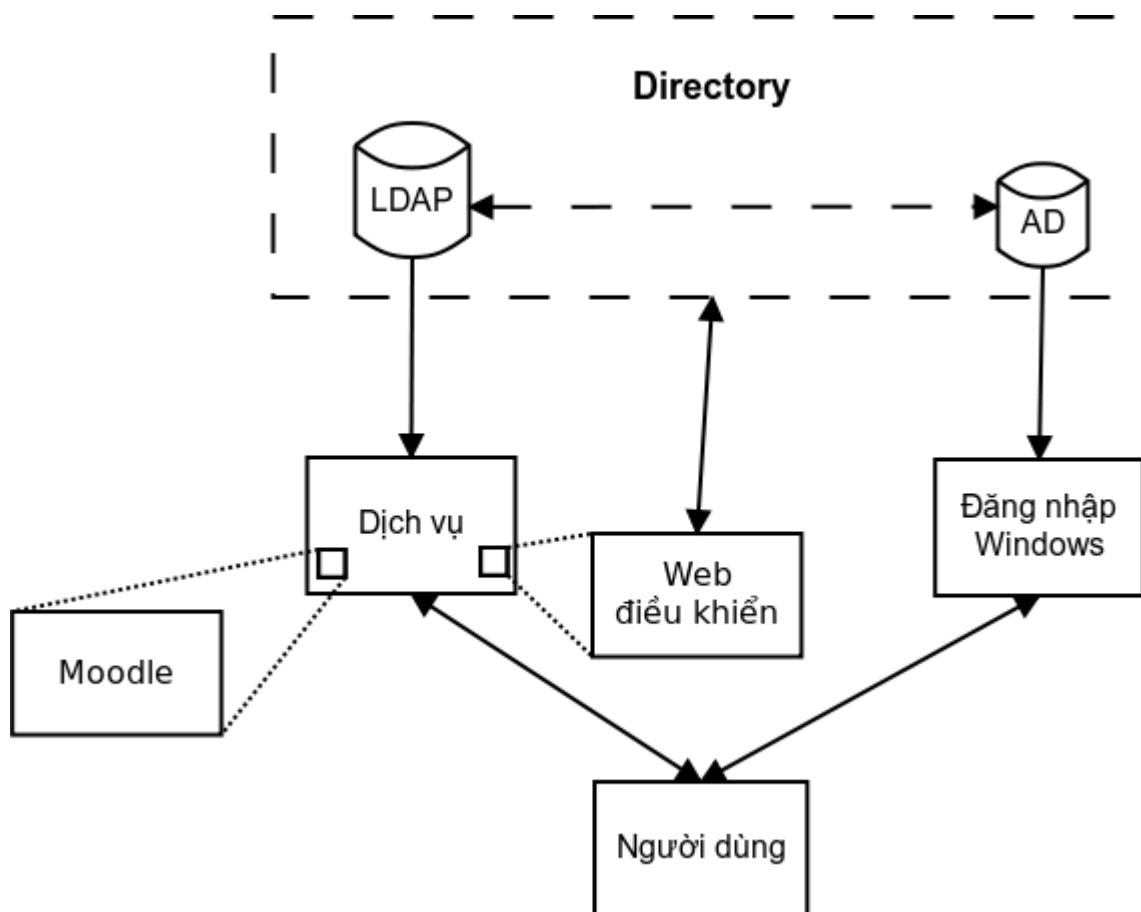 Directory
LDAP
AD
Dịch vụ
Đăng nhập
Windows
Web
điều khiển
Moodle
Người dùng